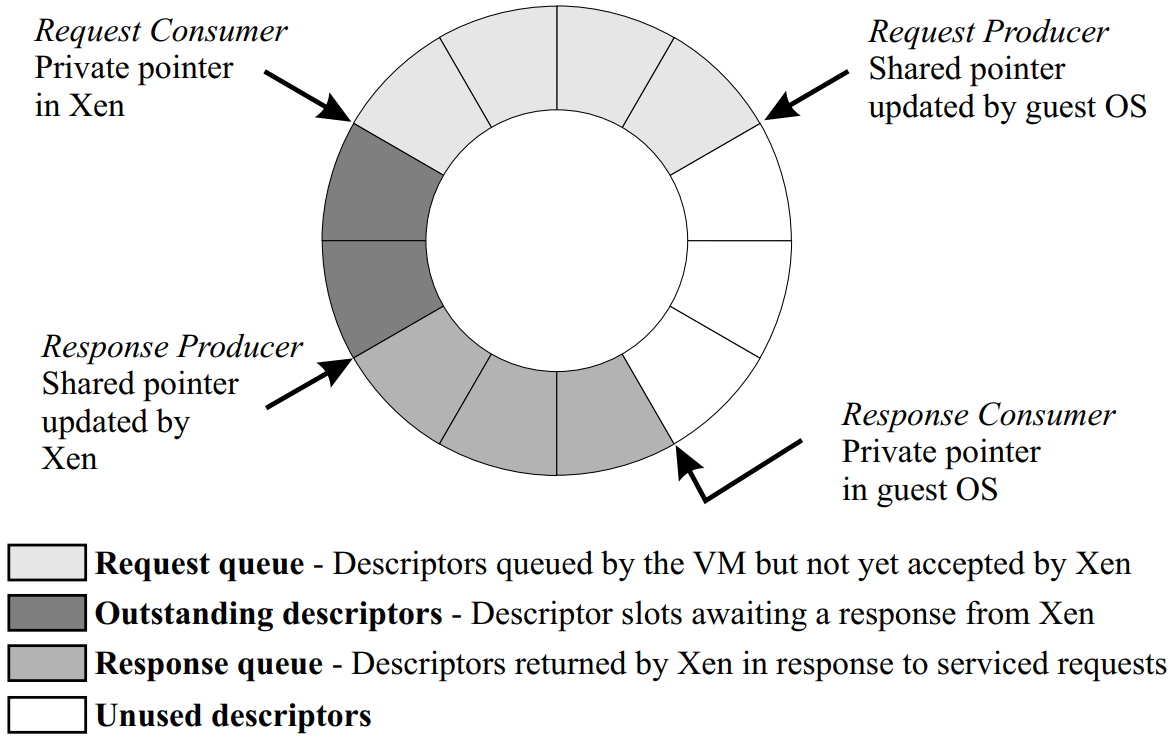 Request Consumer
Private pointer
in Xen
Request Producer
Shared pointer
updated by guest OS
Response Producer
Shared pointer
updated by
Xen
Response Consumer
Private pointer
in guest OS
Request queue - Descriptors queued by the VM but not yet accepted by Xen
Outstanding descriptors - Descriptor slots awaiting a response from Xen
Response queue - Descriptors returned by Xen in response to serviced requests
Unused descriptors